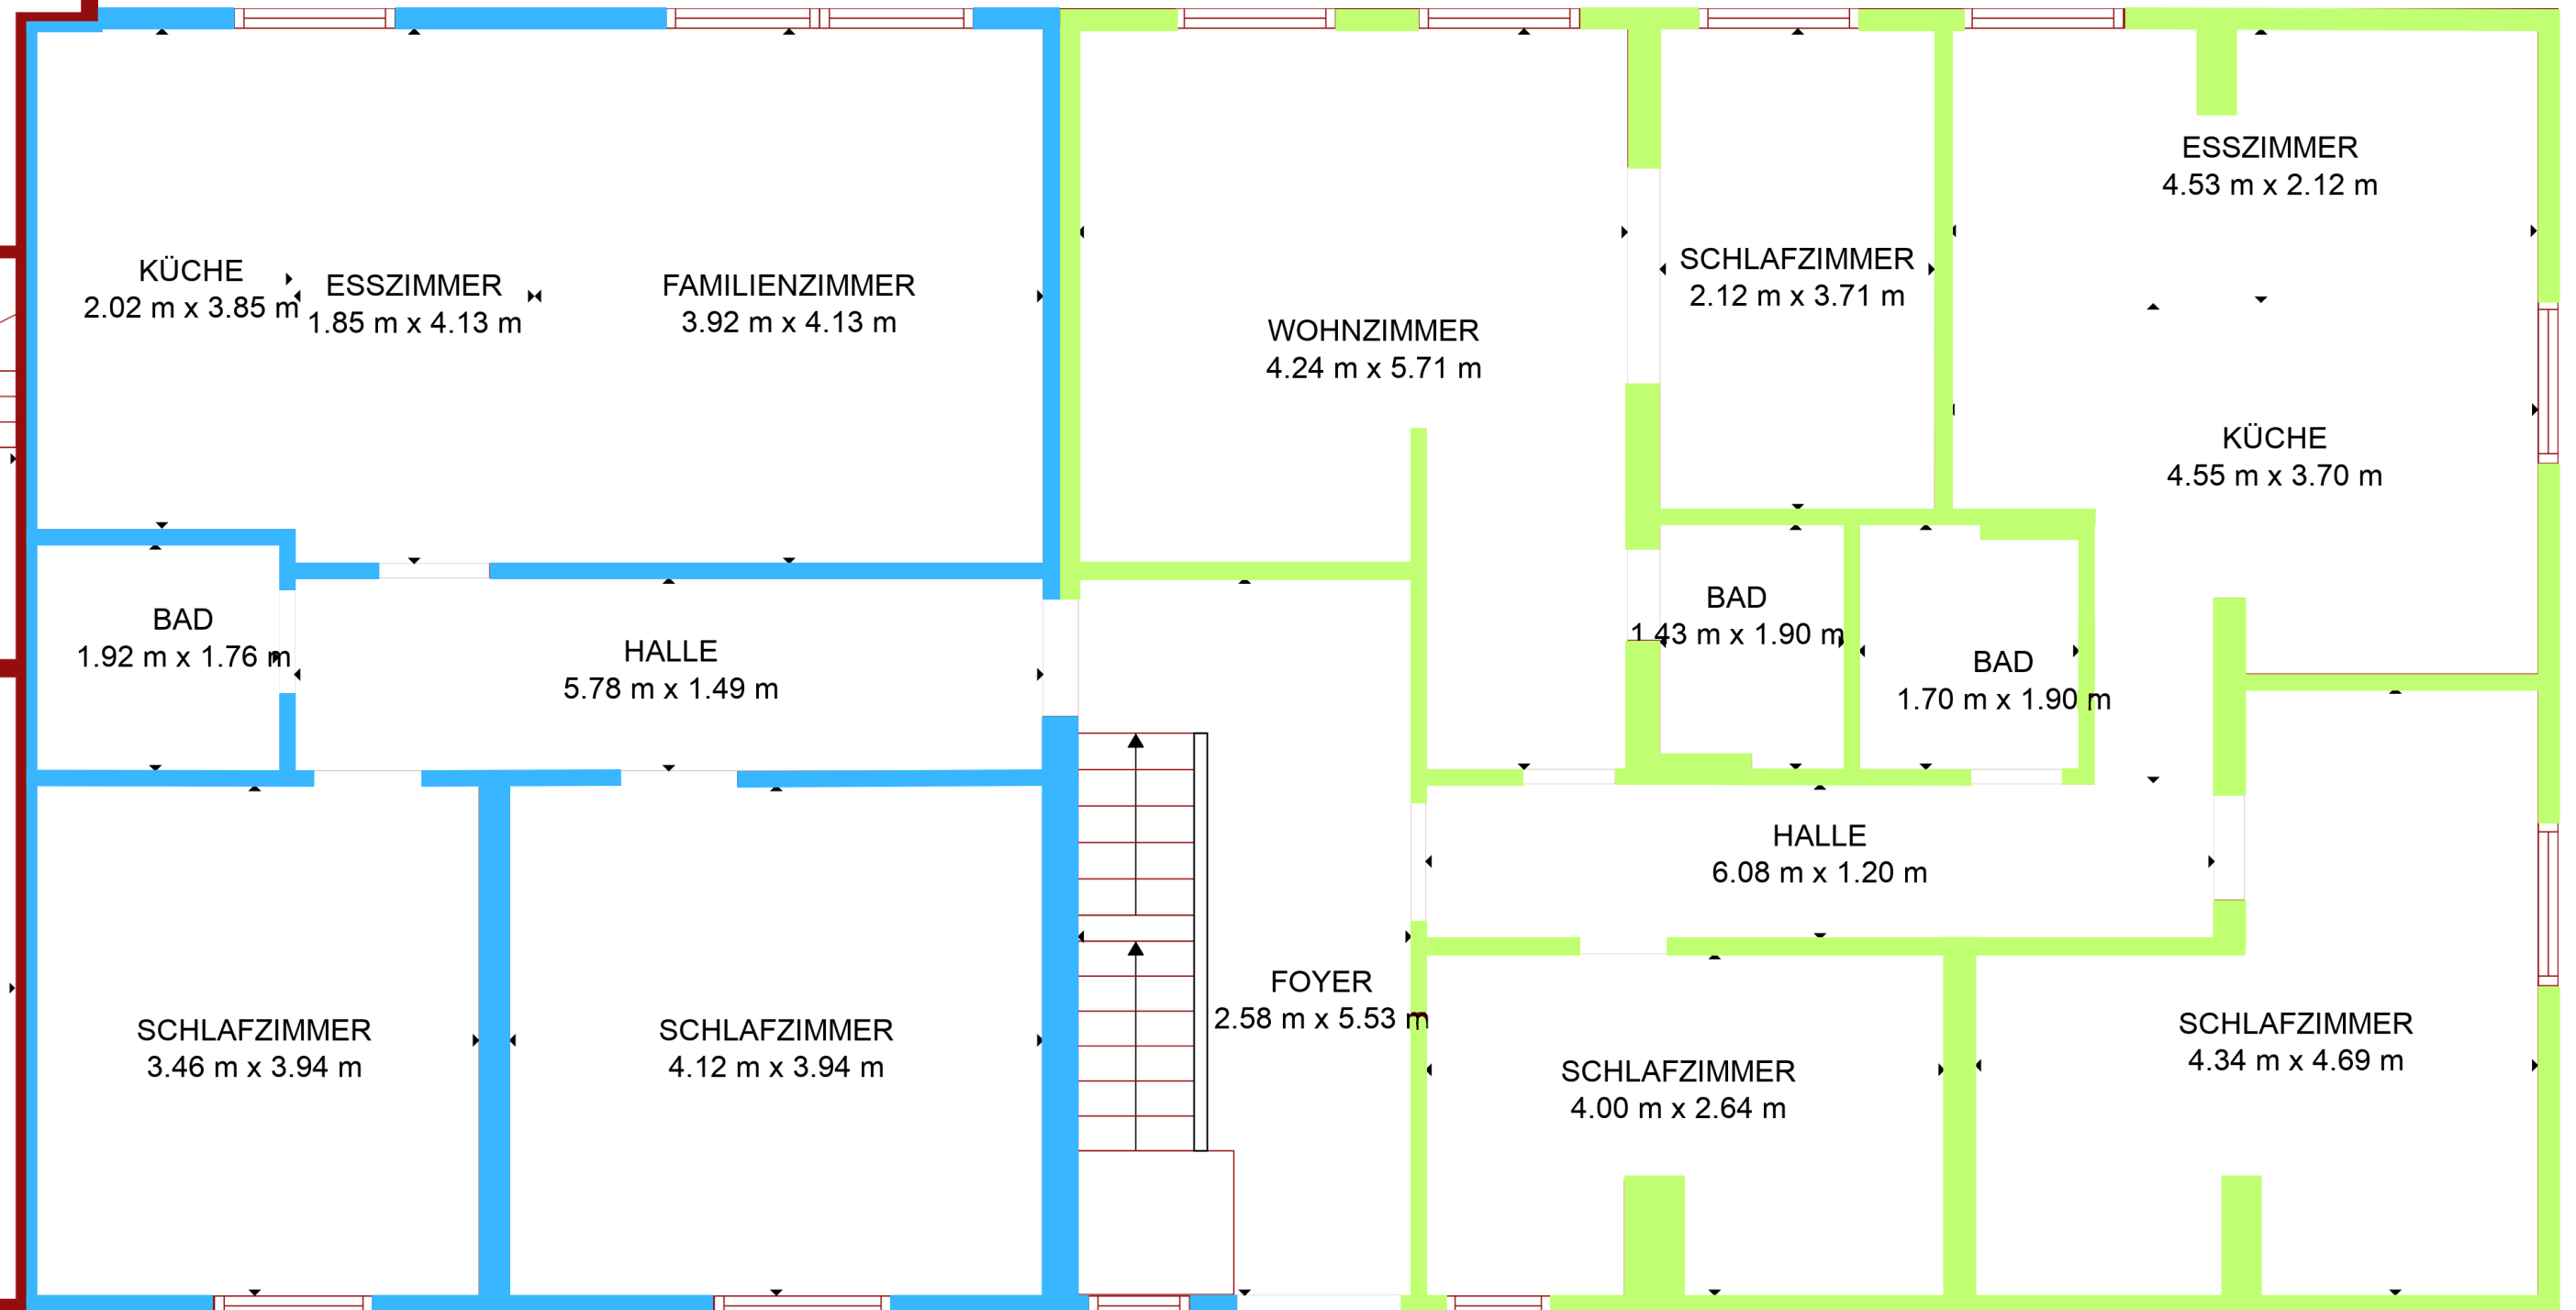 KÜCHE
2.02 m x 3.85 m
ESSZIMMER
1.85 m x 4.13 m
FAMILIENZIMMER
3.92 m x 4.13 m
WOHNZIMMER
4.24 m x 5.71 m
SCHLAFZIMMER
2.12 m x 3.71 m
ESSZIMMER
4.53 m x 2.12 m
KÜCHE
4.55 m x 3.70 m
BAD
1.92 m x 1.76 m
HALLE
5.78 m x 1.49 m
BAD
1.43 m x 1.90 m
BAD
1.70 m x 1.90 m
HALLE
6.08 m x 1.20 m
FOYER
2.58 m x 5.53 m
SCHLAFZIMMER
3.46 m x 3.94 m
SCHLAFZIMMER
4.12 m x 3.94 m
SCHLAFZIMMER
4.00 m x 2.64 m
SCHLAFZIMMER
4.34 m x 4.69 m